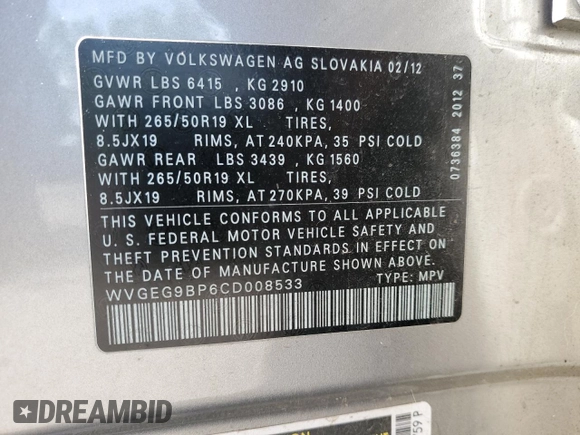 MFD BY VOLKSWAGEN AG SLOVAKIA 02/12
GVWR LBS 6415 , KG 2910
GAWR FRONT LBS 3086 , KG 1400
WITH 265/50R19 XL TIRES,
8.5JX19 RIMS, AT 240KPA, 35 PSI COLD
GAWR REAR LBS 3439 , KG 1560
WITH 265/50R19 XL TIRES,
8.5JX19 RIMS, AT 270KPA, 39 PSI COLD
THIS VEHICLE CONFORMS TO ALL APPLICABLE
U. S. FEDERAL MOTOR VEHICLE SAFETY AND
THEFT PREVENTION STANDARDS IN EFFECT ON
THE DATE OF MANUFACTURE SHOWN ABOVE.
WVGEG9BP6CD008533 TYPE: MPV
0736384 2012 37
759 P
DREAMBID